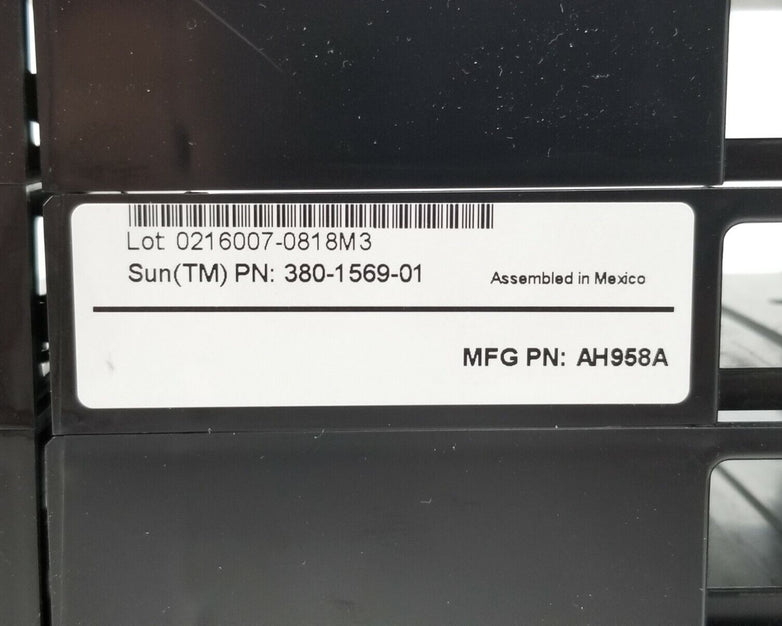 Lot 0216007-0818M3
Sun(TM) PN: 380-1569-01
Assembled in Mexico
MFG PN: AH958A